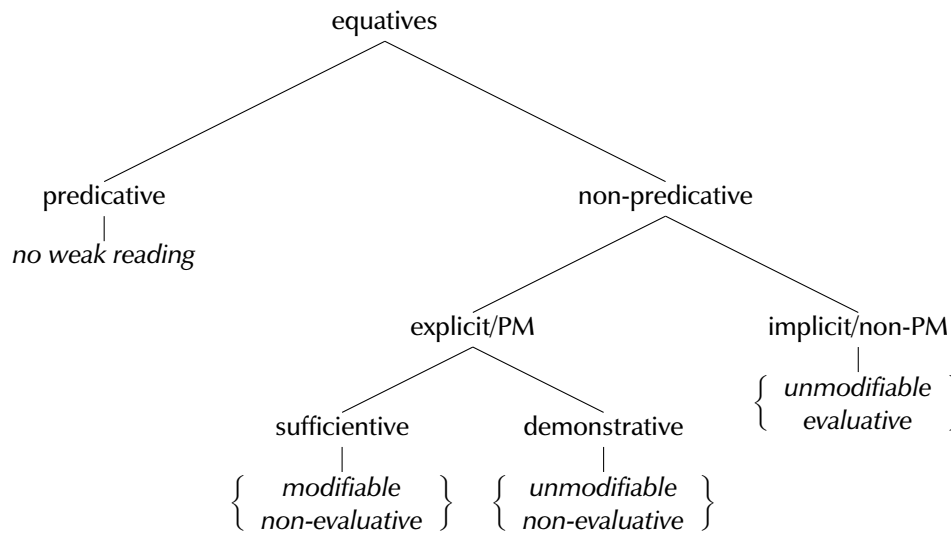 equatives
predicative non-predicative
no weak reading
explicit/PM implicit/non-PM
{ unmodifiable
evaluative
sufficientive demonstrative
{ modifiable } { unmodifiable }
non-evaluative non-evaluative